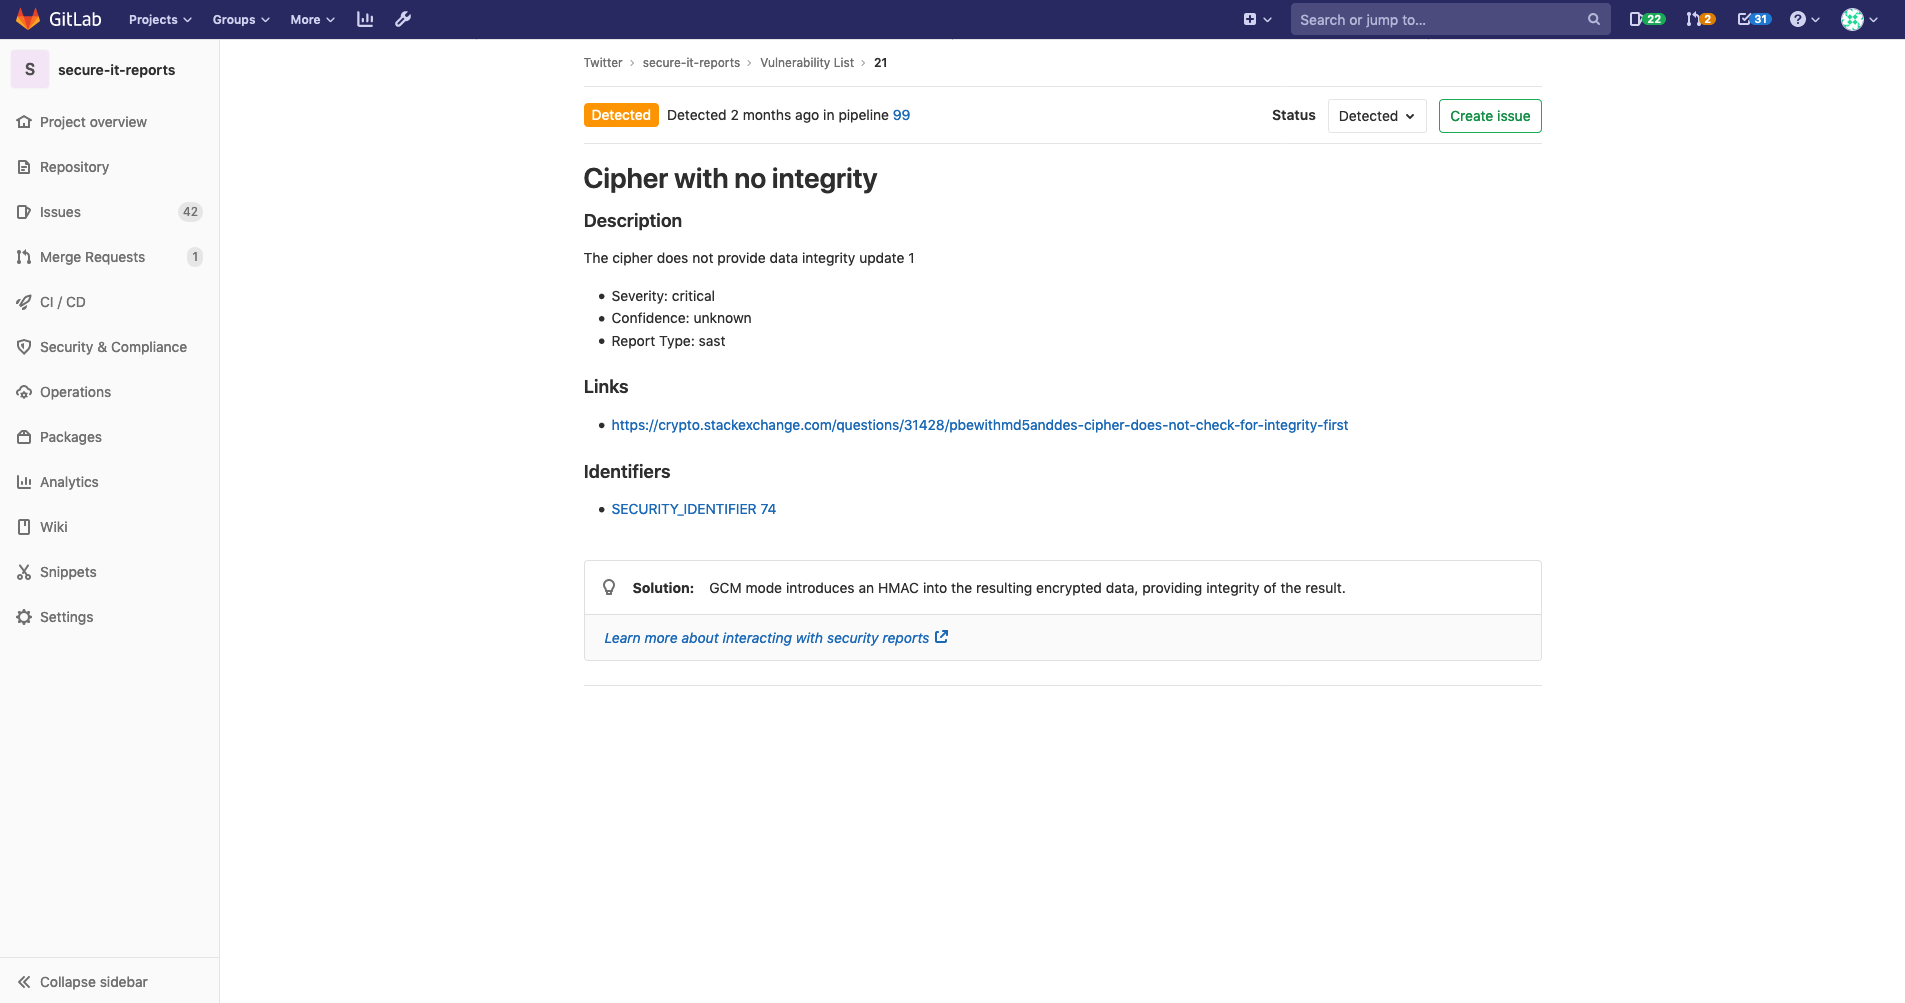 GitLab Projects Groups More Search or jump to... 22 2 31
S secure-it-reports
Project overview
Repository
Issues 42
Merge Requests 1
CI / CD
Security & Compliance
Operations
Packages
Analytics
Wiki
Snippets
Settings
Collapse sidebar
Twitter › secure-it-reports › Vulnerability List › 21
Detected Detected 2 months ago in pipeline 99 Status Detected Create issue
Cipher with no integrity
Description
The cipher does not provide data integrity update 1
• Severity: critical
• Confidence: unknown
• Report Type: sast
Links
• https://crypto.stackexchange.com/questions/31428/pbewithmd5anddes-cipher-does-not-check-for-integrity-first
Identifiers
• SECURITY_IDENTIFIER 74
Solution: GCM mode introduces an HMAC into the resulting encrypted data, providing integrity of the result.
Learn more about interacting with security reports